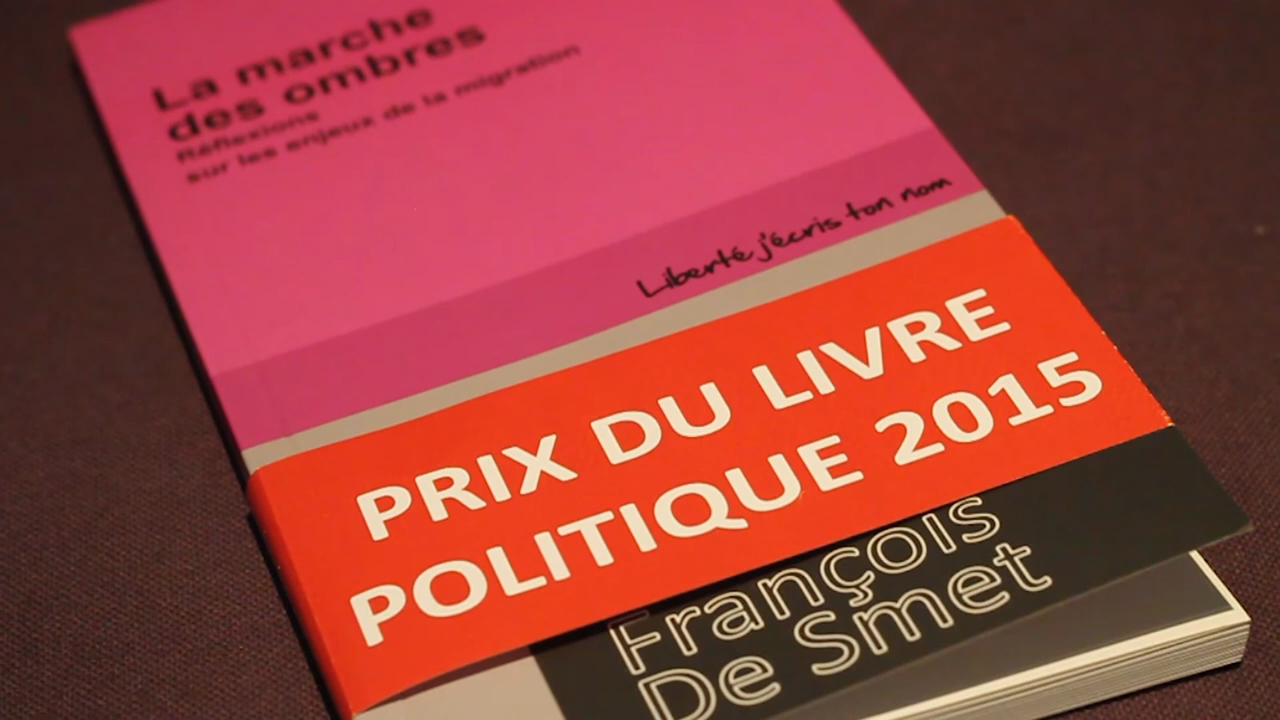 La marche
des ombres
Réflexions
sur les enjeux de la migration
Liberté j'écris ton nom
PRIX DU LIVRE
POLITIQUE 2015
François
De Smet